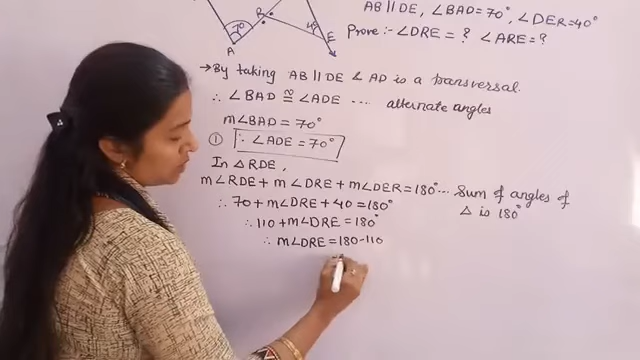 AB || DE, ∠BAD = 70°, ∠DER = 40°
Prove :- ∠DRE = ? ∠ARE = ?
R
70
40°
A
E
→ By taking AB || DE ∠ AD is a transversal.
∴ ∠BAD ≅ ∠ADE .... alternate angles
m∠BAD = 70°
① ∴ ∠ADE = 70°
In △ RDE,
m∠RDE + m∠DRE + m∠DER = 180° ... Sum of angles of
△ is 180°
∴ 70 + m∠DRE + 40 = 180°
∴ 110 + m∠DRE = 180°
∴ m∠DRE = 180 - 110